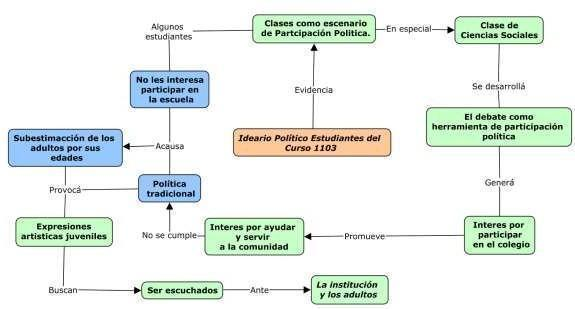 Algunos
estudiantes
Clases como escenario
de Partcipación Politica.
En especial
Clase de
Ciencias Sociales
No les interesa
participar en
la escuela
Evidencia
Se desarrollá
El debate como
herramienta de participación
política
Subestimacción de los
adultos por sus
edades
Acausa
Ideario Político Estudiantes del
Curso 1103
Provocá
Política
tradicional
Generá
Expresiones
artísticas juveniles
No se cumple
Interes por ayudar
y servir
a la comunidad
Promueve
Interes por
participar
en el colegio
Buscan
Ser escuchados
Ante
La institución
y los adultos